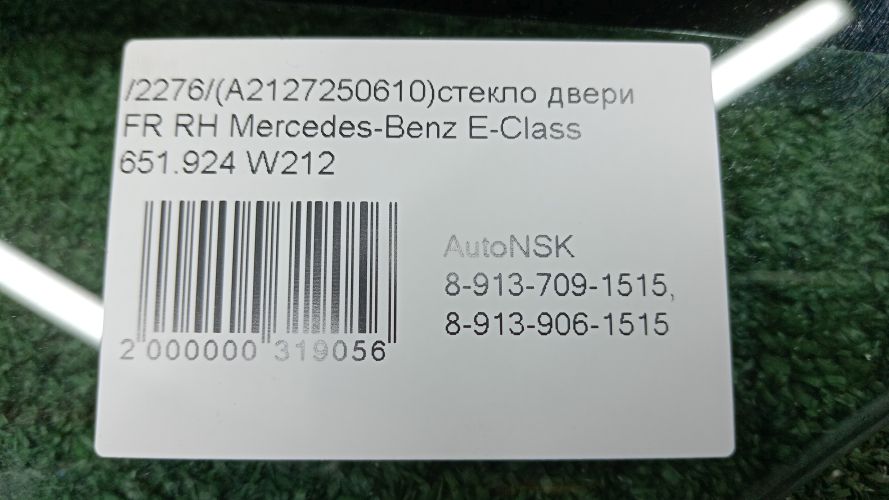 /2276/(A2127250610)стекло двери
FR RH Mercedes-Benz E-Class
651.924 W212
AutoNSK
8-913-709-1515,
8-913-906-1515
2 000000 319056